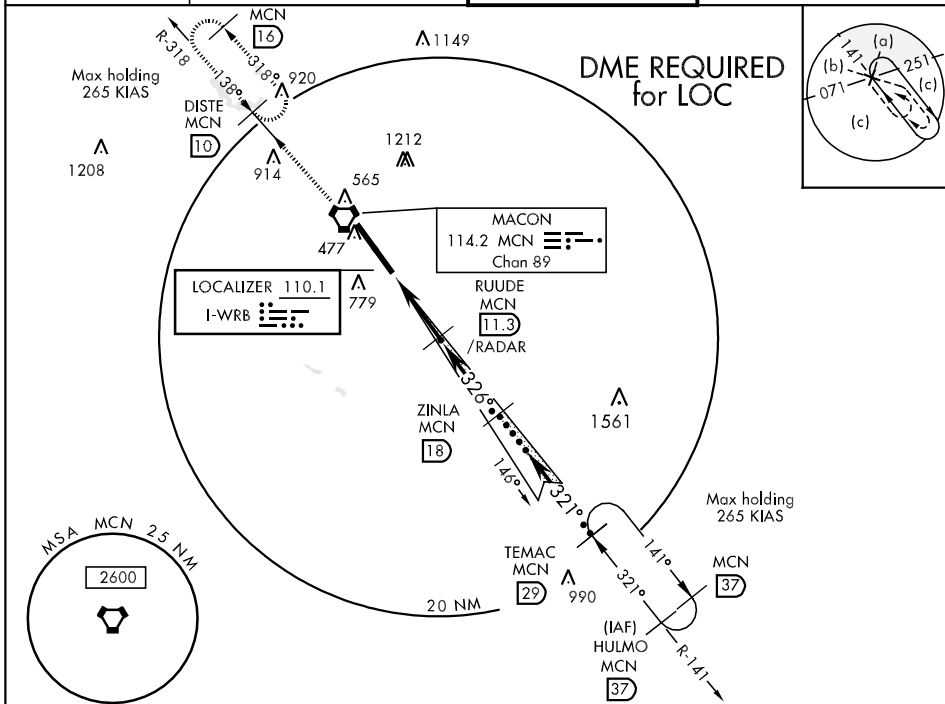 MCN
16
R-318
318°
138°
Max holding
265 KIAS
920
1149
DME REQUIRED
for LOC
141
(a)
(b)
251
071
(c)
(c)
DISTE
MCN
10
1208
914
1212
565
477
MACON
114.2 MCN
Chan 89
LOCALIZER 110.1
I-WRB
779
RUUDE
MCN
11.3
/RADAR
326°
ZINLA
MCN
18
1561
146°
321°
Max holding
265 KIAS
TEMAC
MCN
29
990
141°
321°
MCN
37
MSA MCN 25 NM
2600
20 NM
(IAF)
HULMO
MCN
37
R-141